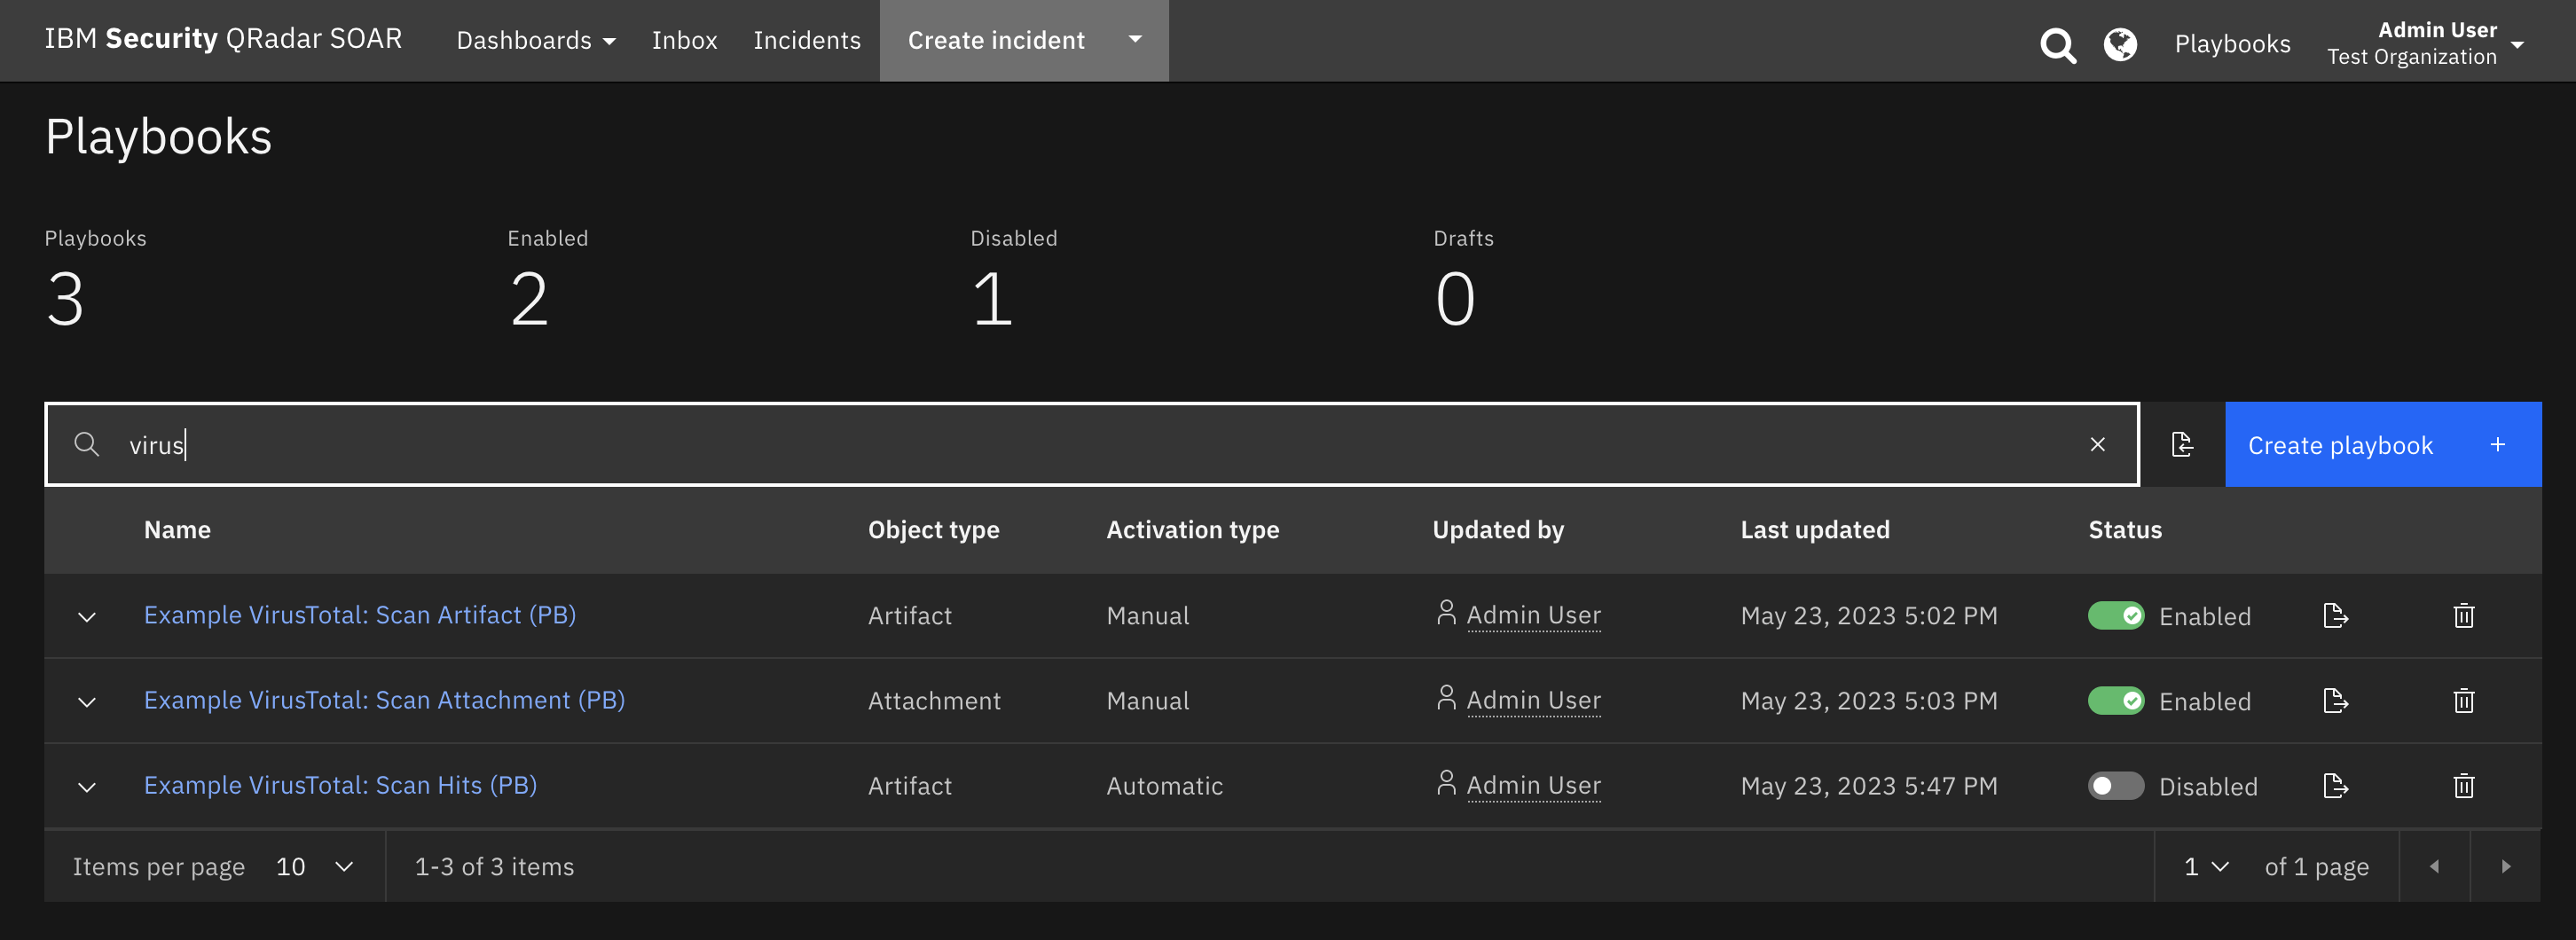 IBM Security QRadar SOAR Dashboards Inbox Incidents Create incident Playbooks Admin User
Test Organization
Playbooks
Playbooks Enabled Disabled Drafts
3 2 1 0
virus Create playbook +
Name Object type Activation type Updated by Last updated Status
Example VirusTotal: Scan Artifact (PB) Artifact Manual Admin User May 23, 2023 5:02 PM Enabled
Example VirusTotal: Scan Attachment (PB) Attachment Manual Admin User May 23, 2023 5:03 PM Enabled
Example VirusTotal: Scan Hits (PB) Artifact Automatic Admin User May 23, 2023 5:47 PM Disabled
Items per page 10 1-3 of 3 items 1 of 1 page